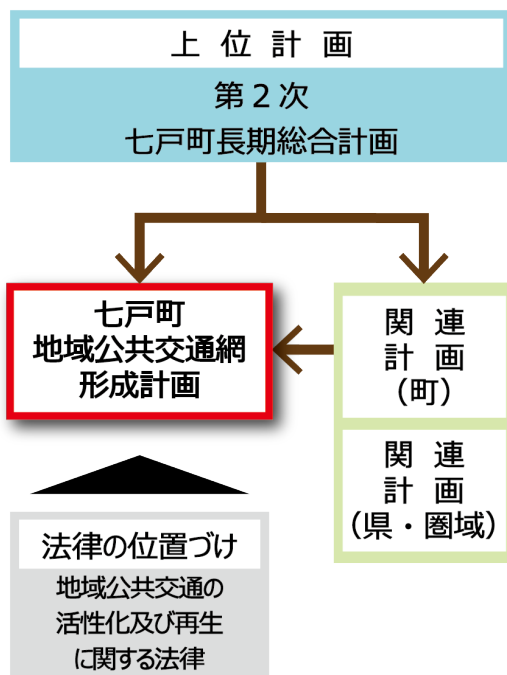 上位計画
第2次
七戸町長期総合計画
七戸町
地域公共交通網
形成計画
関連
計画
(町)
関連
計画
(県・圏域)
法律の位置づけ
地域公共交通の
活性化及び再生
に関する法律